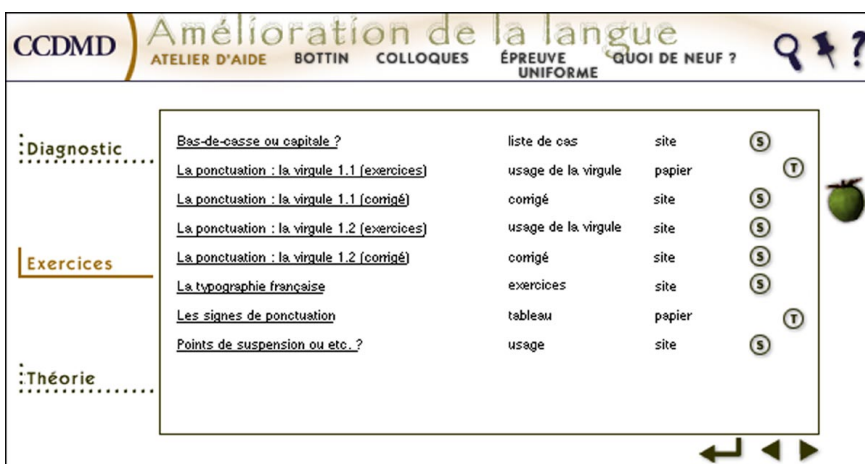 CCDMD
Amélioration de la langue
ATELIER D'AIDE BOTTIN COLLOQUES ÉPREUVE UNIFORME QUOI DE NEUF ? ?
Diagnostic
Exercices
Théorie
Bas-de-casse ou capitale ? liste de cas site S
La ponctuation : la virgule 1.1 (exercices) usage de la virgule papier T
La ponctuation : la virgule 1.1 (corrigé) corrigé site S
La ponctuation : la virgule 1.2 (exercices) usage de la virgule site S
La ponctuation : la virgule 1.2 (corrigé) corrigé site S
La typographie française exercices site S
Les signes de ponctuation tableau papier T
Points de suspension ou etc. ? usage site S